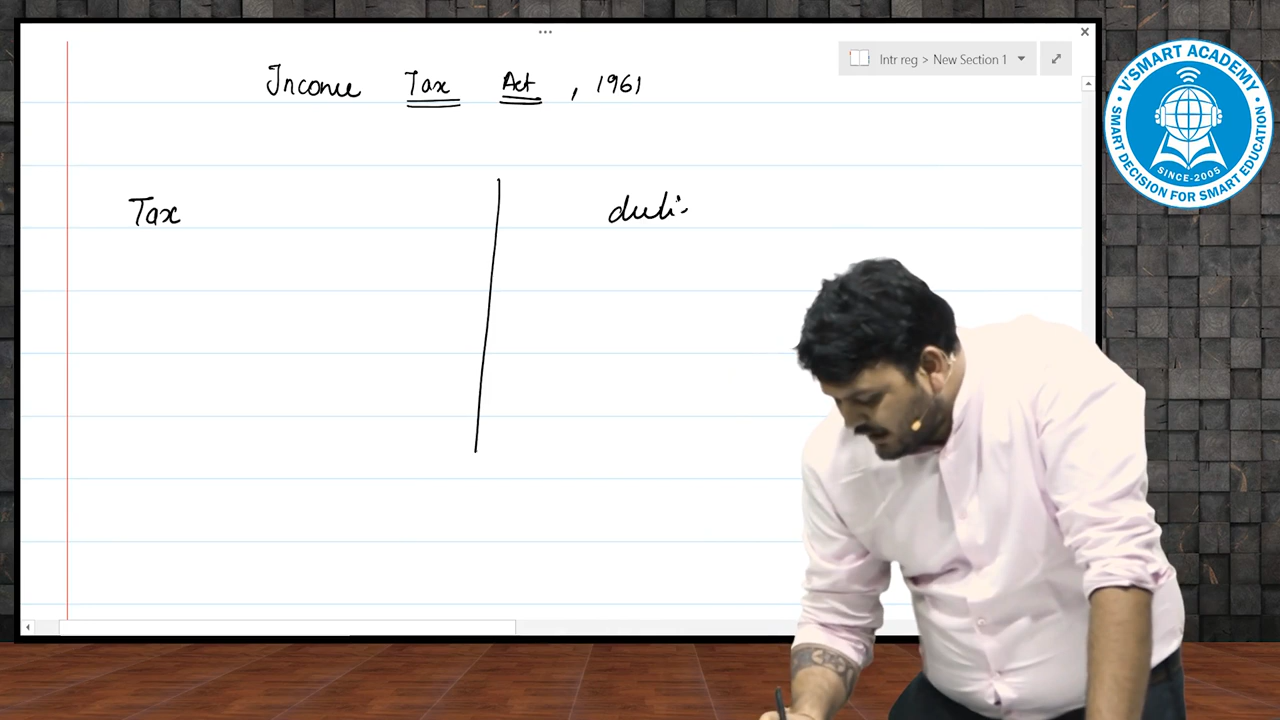 Income Tax Act, 1961
Intr reg > New Section 1
Tax
duti
V'SMART ACADEMY
SINCE-2005
SMART DECISION FOR SMART EDUCATION